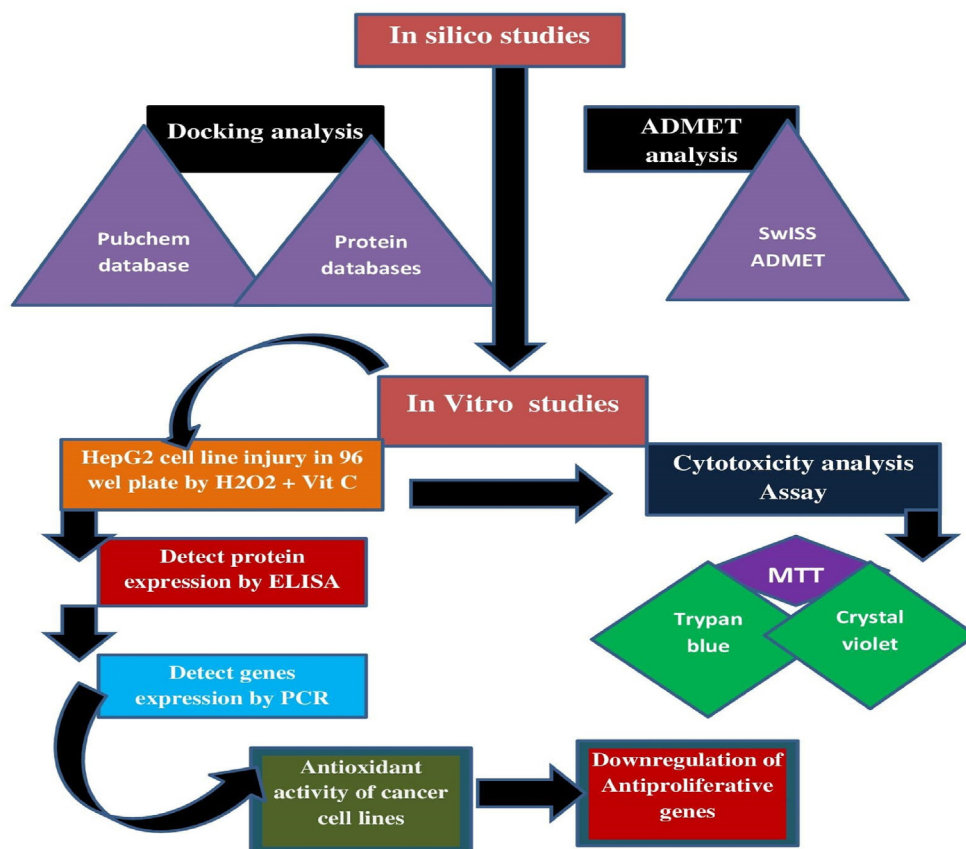 In silico studies
Docking analysis
ADMET
analysis
Pubchem
database
Protein
databases
SwISS
ADMET
In Vitro studies
HepG2 cell line injury in 96
wel plate by H2O2 + Vit C
Cytotoxicity analysis
Assay
Detect protein
expression by ELISA
MTT
Trypan
blue
Crystal
violet
Detect genes
expression by PCR
Antioxidant
activity of cancer
cell lines
Downregulation of
Antiproliferative
genes